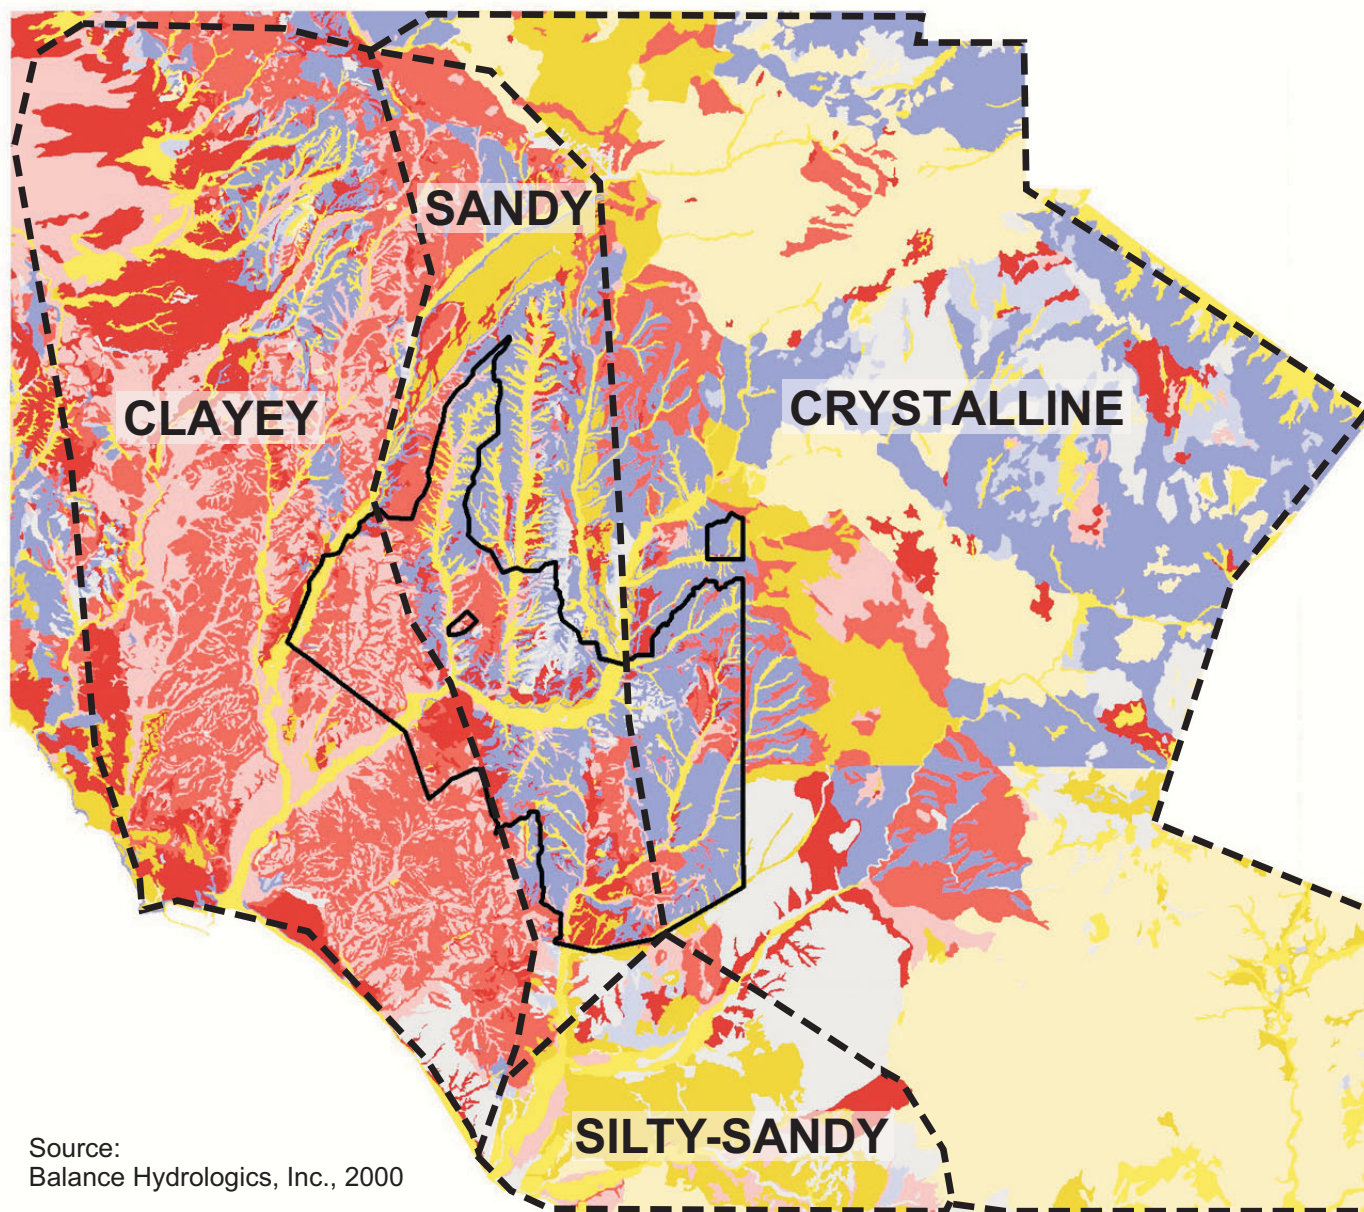 SANDY
CLAYEY
CRYSTALLINE
SILTY-SANDY
Source:
Balance Hydrologics, Inc., 2000